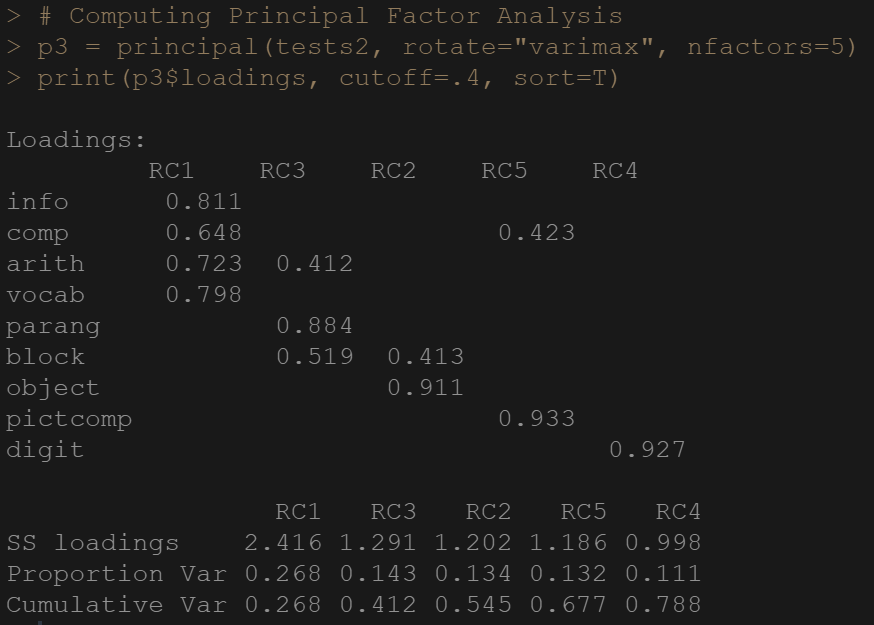 > # Computing Principal Factor Analysis
> p3 = principal(tests2, rotate="varimax", nfactors=5)
> print(p3$loadings, cutoff=.4, sort=T)
Loadings:
         RC1    RC3    RC2    RC5    RC4
info      0.811
comp      0.648                0.423
arith     0.723  0.412
vocab     0.798
parang           0.884
block            0.519  0.413
object                  0.911
pictcomp                       0.933
digit                                 0.927
                 RC1   RC3   RC2   RC5   RC4
SS loadings    2.416 1.291 1.202 1.186 0.998
Proportion Var 0.268 0.143 0.134 0.132 0.111
Cumulative Var 0.268 0.412 0.545 0.677 0.788